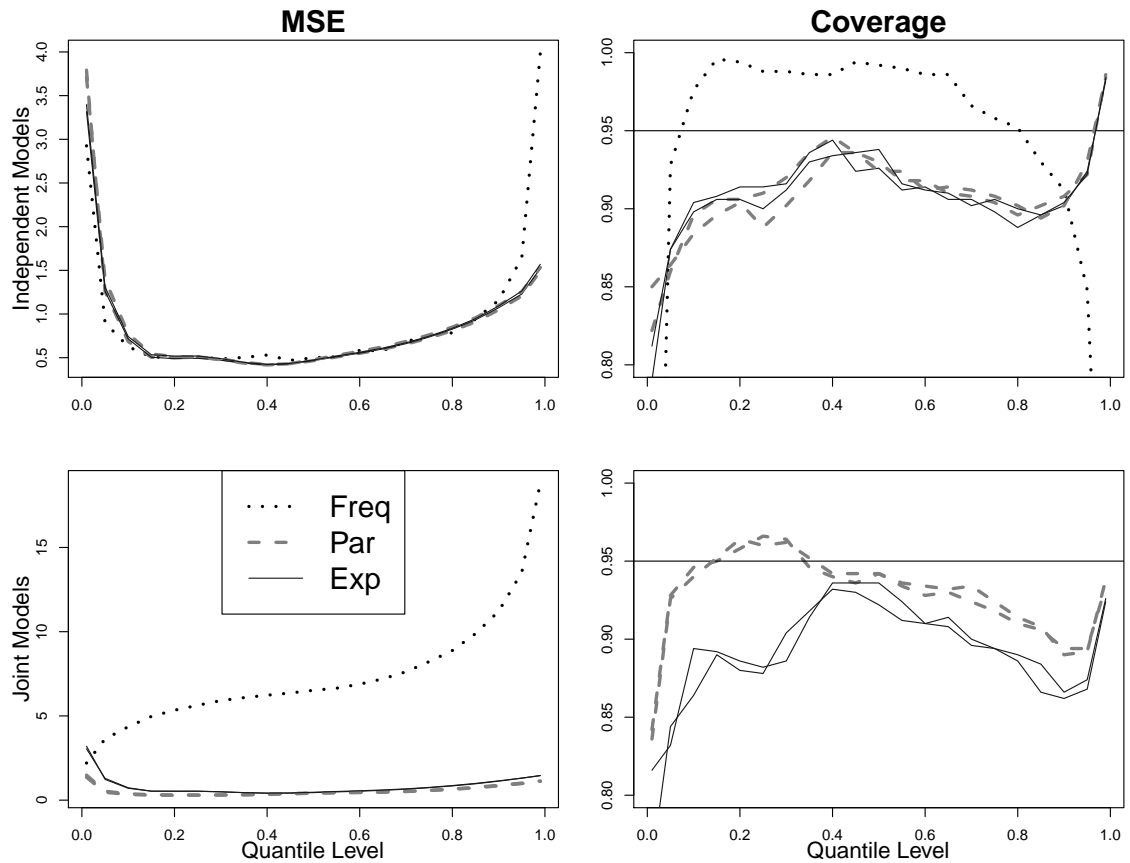 MSE
Coverage
Independent Models
4.0
3.5
3.0
2.5
2.0
1.5
1.0
0.5
0.0 0.2 0.4 0.6 0.8 1.0
1.00
0.95
0.90
0.85
0.80
0.0 0.2 0.4 0.6 0.8 1.0
Joint Models
15
10
5
0
Freq
Par
Exp
0.0 0.2 0.4 0.6 0.8 1.0
Quantile Level
1.00
0.95
0.90
0.85
0.80
0.0 0.2 0.4 0.6 0.8 1.0
Quantile Level